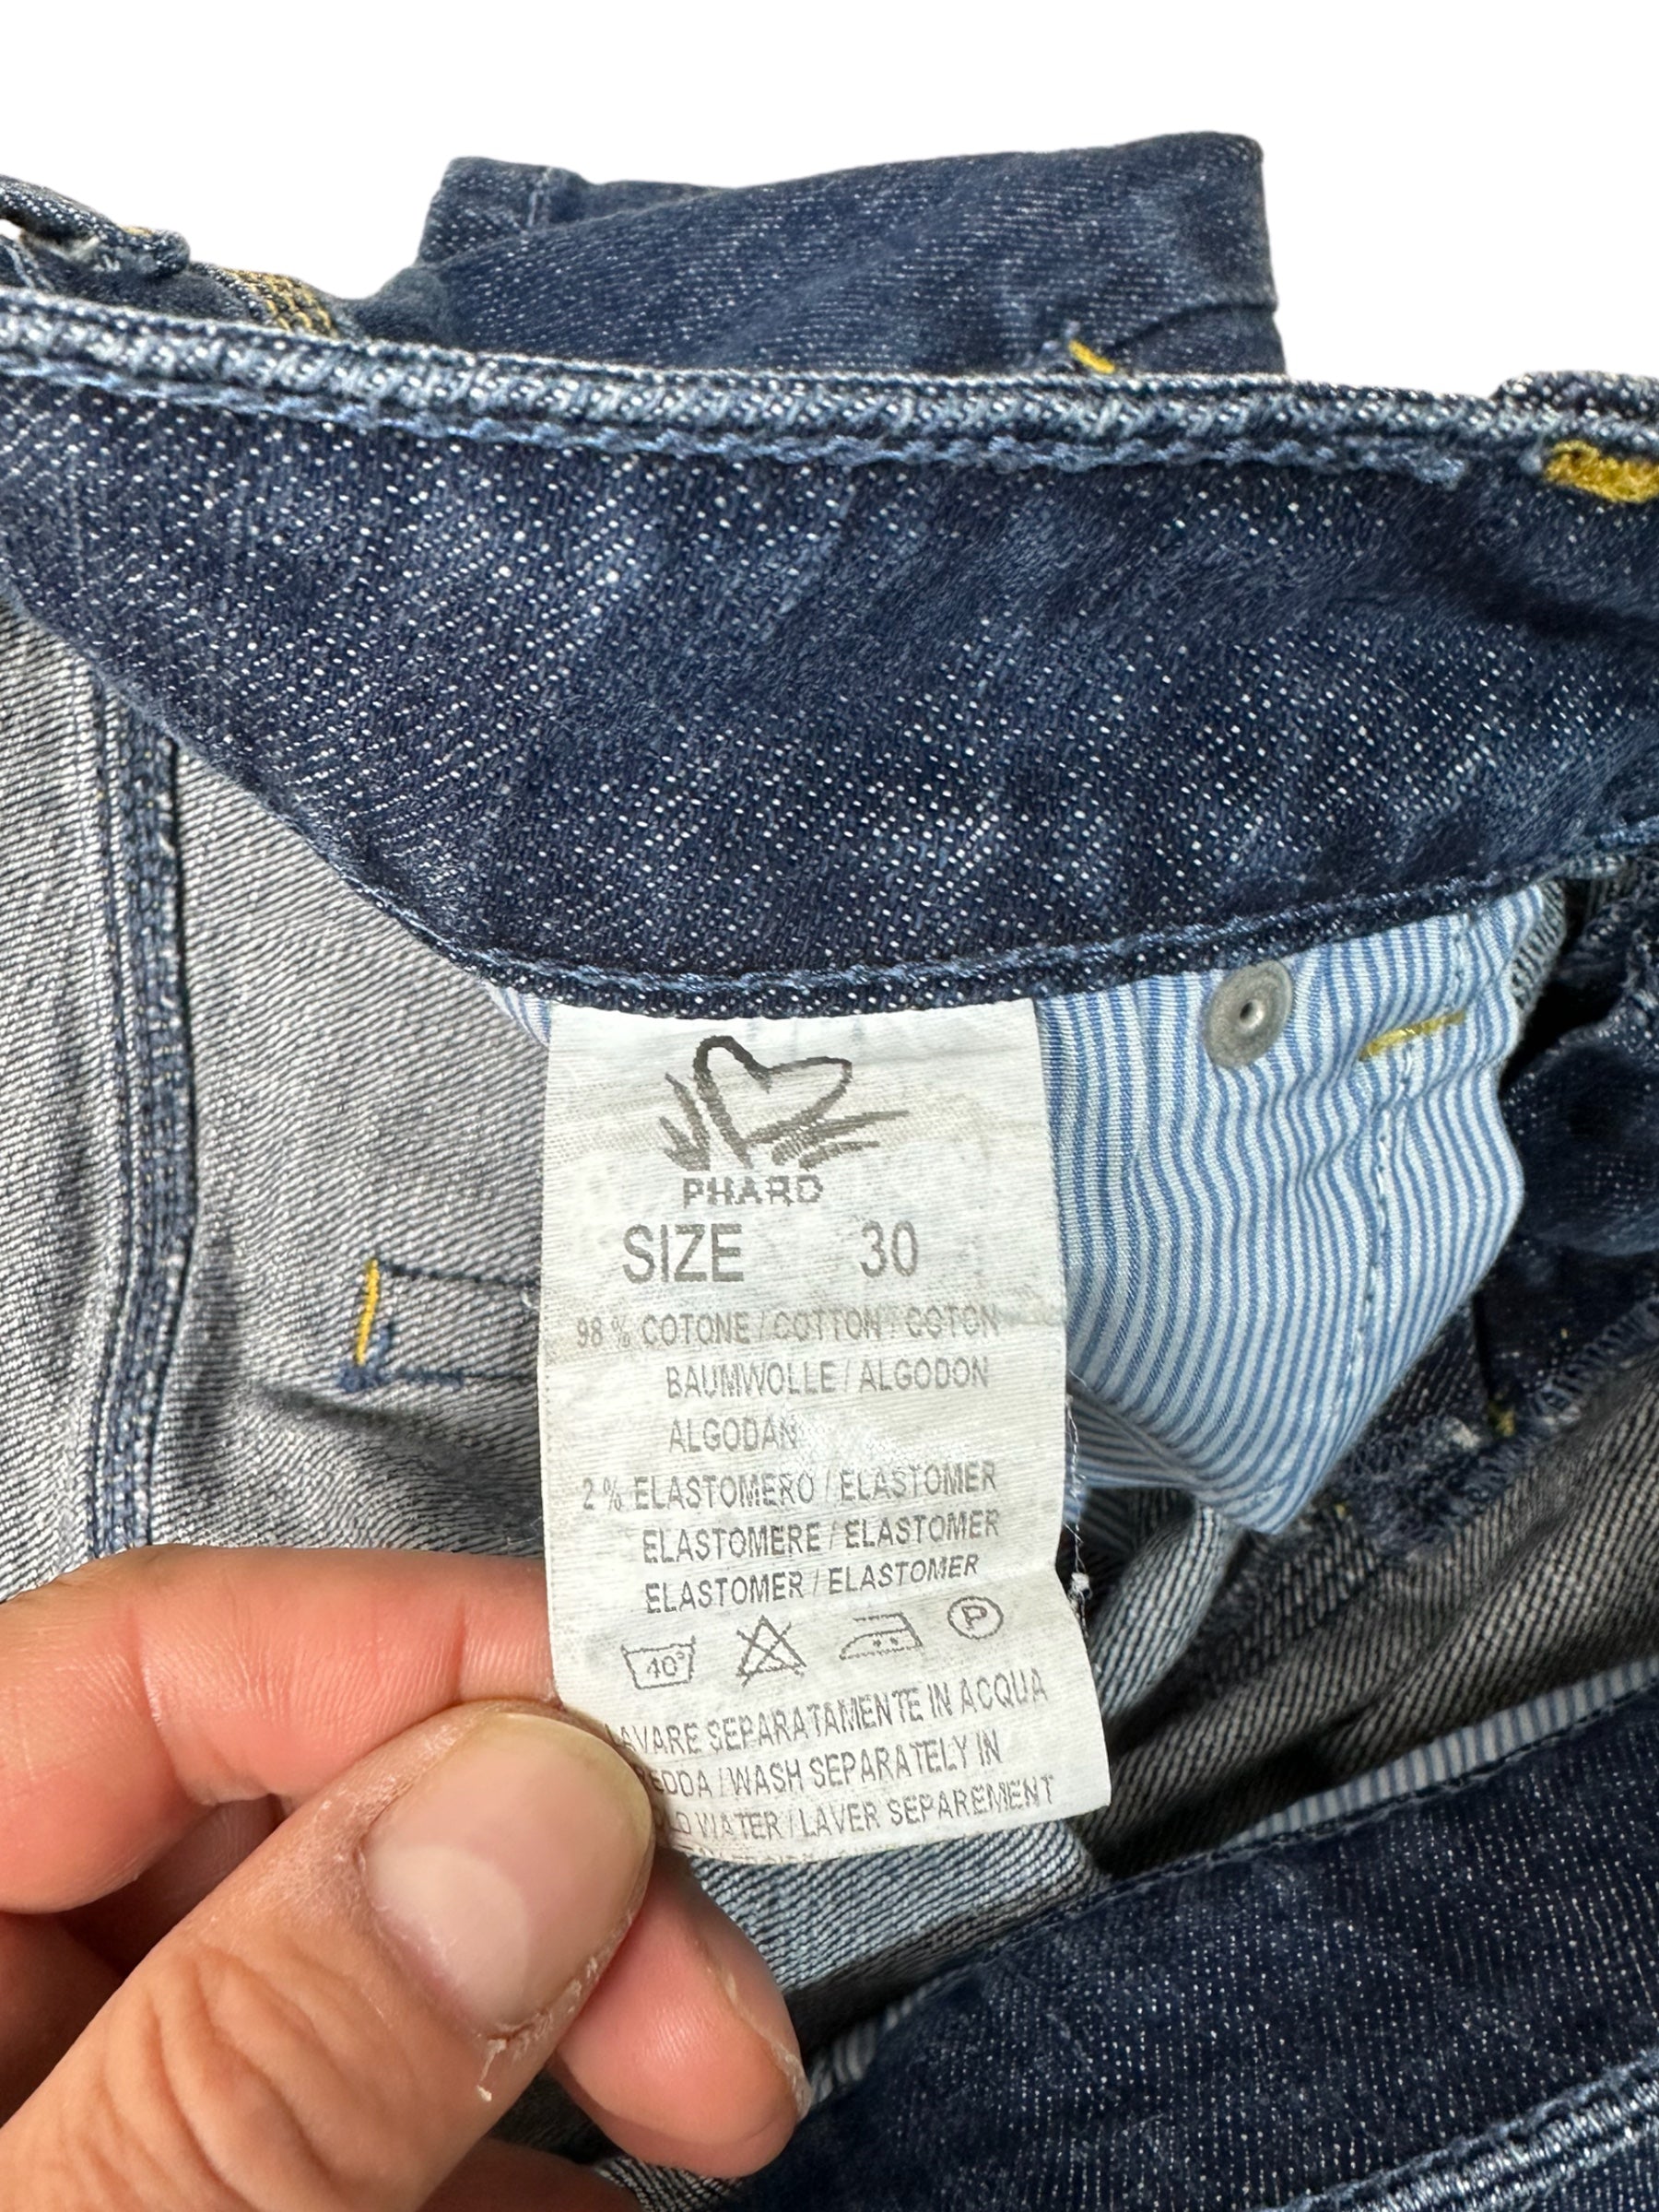 PHARD
SIZE 30
98 % COTONE / COTTON / COTON
BAUMWOLLE / ALGODON
ALGODAN
2 % ELASTOMERO / ELASTOMER
ELASTOMERE / ELASTOMER
ELASTOMER / ELASTOMER
40° P
LAVARE SEPARATAMENTE IN ACQUA
/ WASH SEPARATELY IN
WATER / LAVER SEPAREMENT